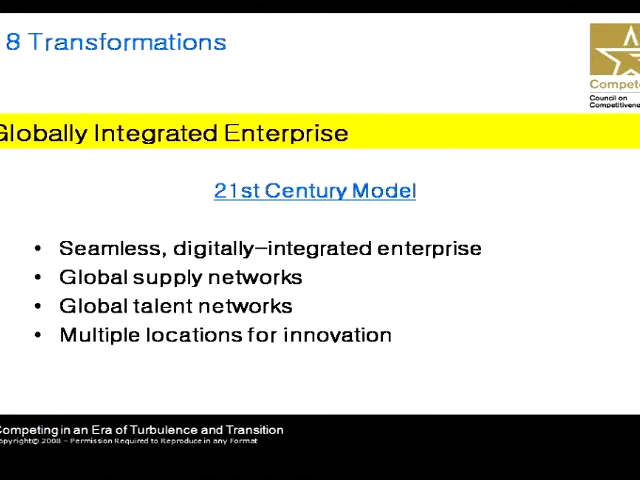 8 Transformations
Compete
Council on
Competitivenes
Globally Integrated Enterprise
21st Century Model
• Seamless, digitally-integrated enterprise
• Global supply networks
• Global talent networks
• Multiple locations for innovation
Competing in an Era of Turbulence and Transition
Copyright© 2008 - Permission Required to Reproduce in any Format